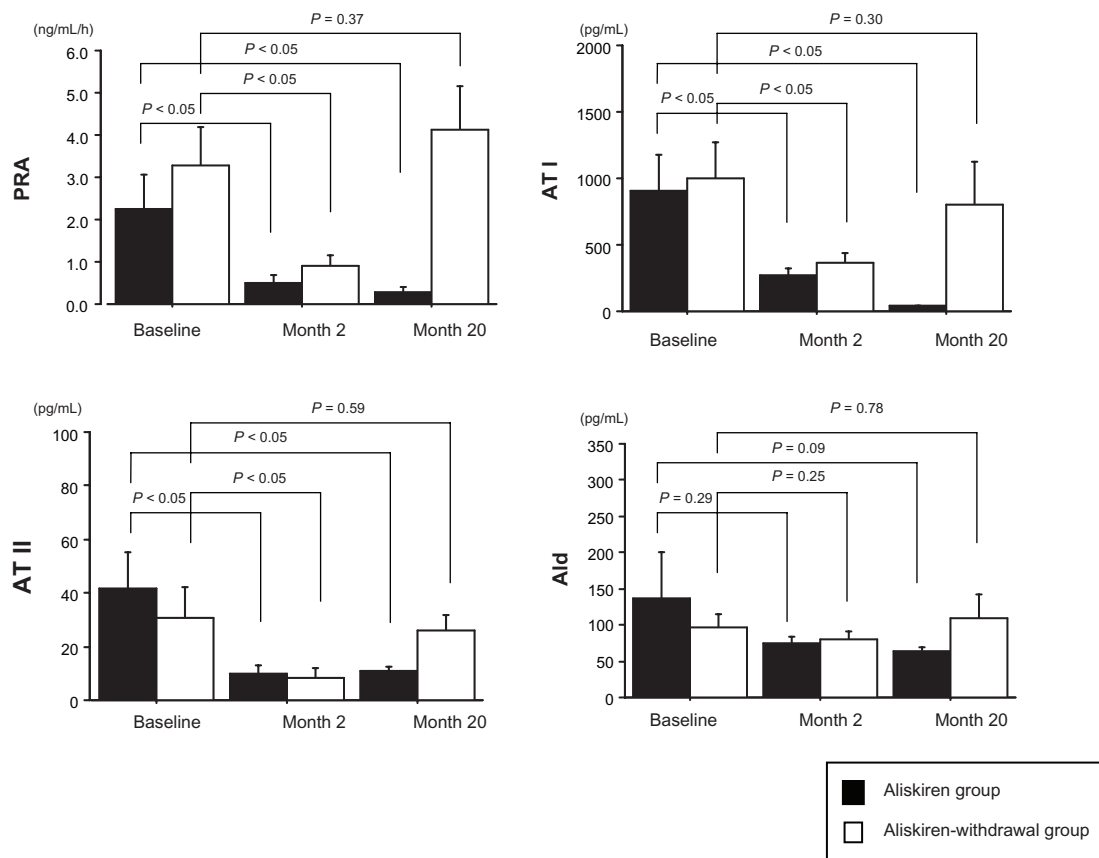 (ng/mL/h)
P = 0.37
P < 0.05
P < 0.05
P < 0.05
6.0
5.0
4.0
3.0
2.0
1.0
0.0
PRA
Baseline Month 2 Month 20
(pg/mL)
P = 0.30
P < 0.05
P < 0.05
P < 0.05
2000
1500
1000
500
0
AT I
Baseline Month 2 Month 20
(pg/mL)
P = 0.59
P < 0.05
P < 0.05
P < 0.05
100
80
60
40
20
0
AT II
Baseline Month 2 Month 20
(pg/mL)
P = 0.78
P = 0.09
P = 0.25
P = 0.29
350
300
250
200
150
100
50
0
Ald
Baseline Month 2 Month 20
Aliskiren group
Aliskiren-withdrawal group